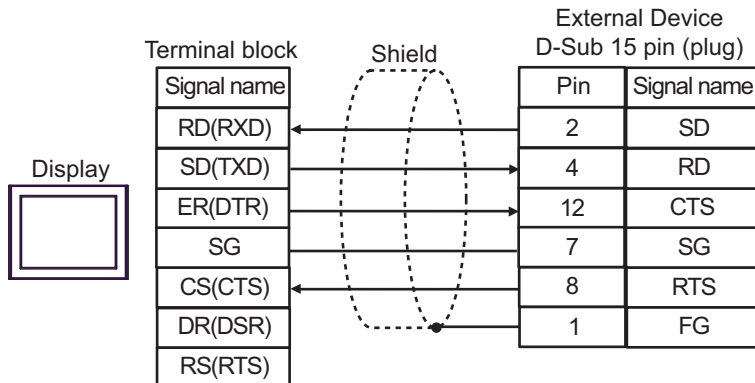 External Device
Terminal block Shield D-Sub 15 pin (plug)
Signal name Pin Signal name
RD(RXD) 2 SD
Display SD(TXD) 4 RD
ER(DTR) 12 CTS
SG 7 SG
CS(CTS) 8 RTS
DR(DSR) 1 FG
RS(RTS)